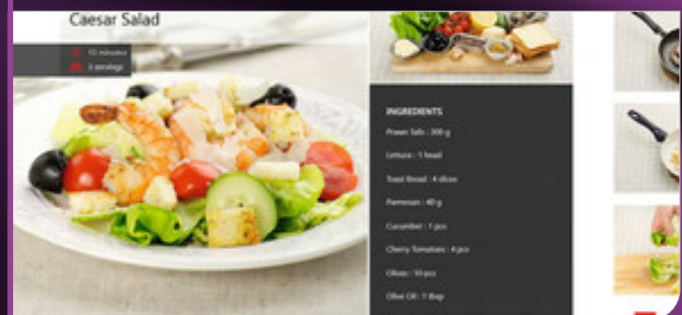 Caesar Salad
15 minutes
3 servings
INGREDIENTS
Prawn Tails : 300 g
Lettuce : 1 head
Toast Bread : 4 slices
Parmesan : 40 g
Cucumber : 1 pcs
Cherry Tomatoes : 4 pcs
Olives : 10 pcs
Olive Oil : 1 tbsp